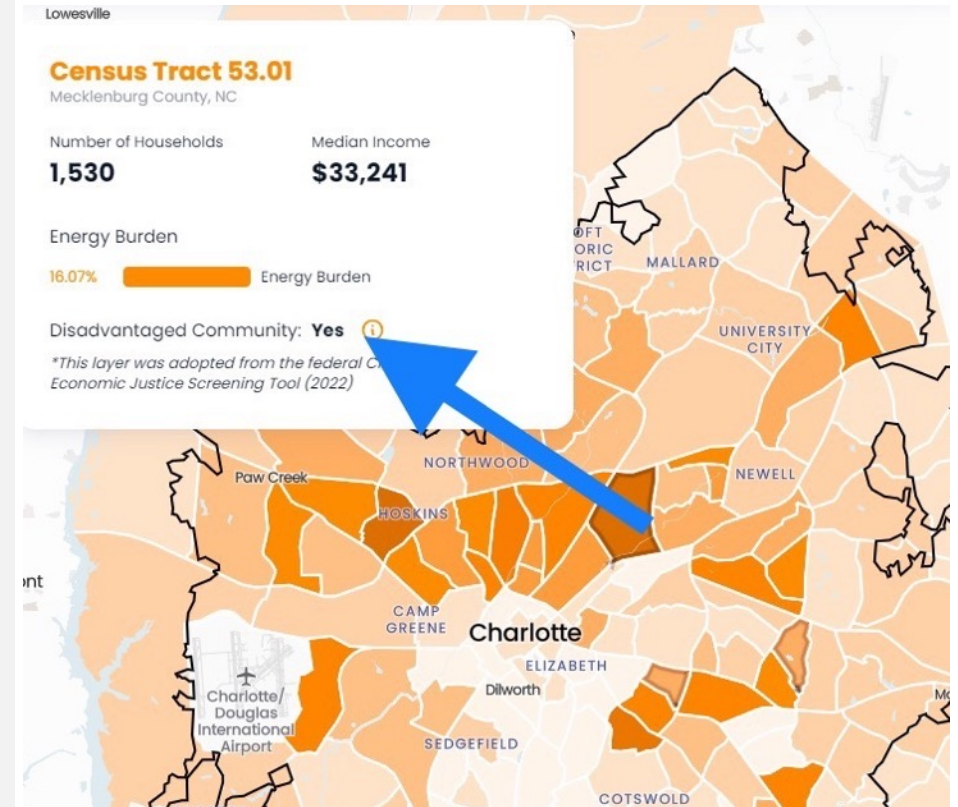 Lowesville
Census Tract 53.01
Mecklenburg County, NC
Number of Households
Median Income
1,530
$33,241
Energy Burden
16.07%
Energy Burden
Disadvantaged Community: Yes
*This layer was adopted from the federal
Economic Justice Screening Tool (2022)
MALLARD
UNIVERSITY
CITY
NORTHWOOD
NEWELL
Paw Creek
HOSKINS
CAMP
GREENE
Charlotte
ELIZABETH
Dilworth
Charlotte/
Douglas
International
Airport
SEDGEFIELD
COTSWOLD